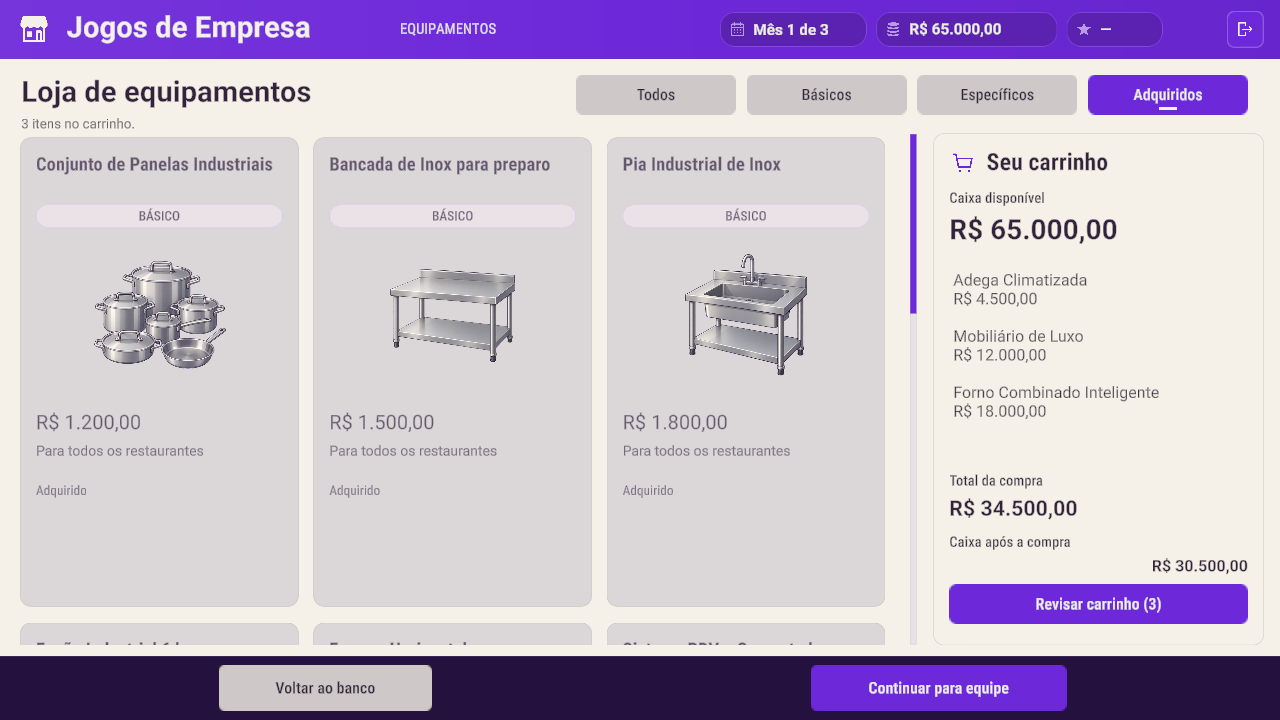 Jogos de Empresa
EQUIPAMENTOS
Mês 1 de 3
R$ 65.000,00
–
Loja de equipamentos
3 itens no carrinho.
Todos
Básicos
Específicos
Adquiridos
Conjunto de Panelas Industriais
BÁSICO
R$ 1.200,00
Para todos os restaurantes
Adquirido
Bancada de Inox para preparo
BÁSICO
R$ 1.500,00
Para todos os restaurantes
Adquirido
Pia Industrial de Inox
BÁSICO
R$ 1.800,00
Para todos os restaurantes
Adquirido
Seu carrinho
Caixa disponível
R$ 65.000,00
Adega Climatizada
R$ 4.500,00
Mobiliário de Luxo
R$ 12.000,00
Forno Combinado Inteligente
R$ 18.000,00
Total da compra
R$ 34.500,00
Caixa após a compra
R$ 30.500,00
Revisar carrinho (3)
Voltar ao banco
Continuar para equipe